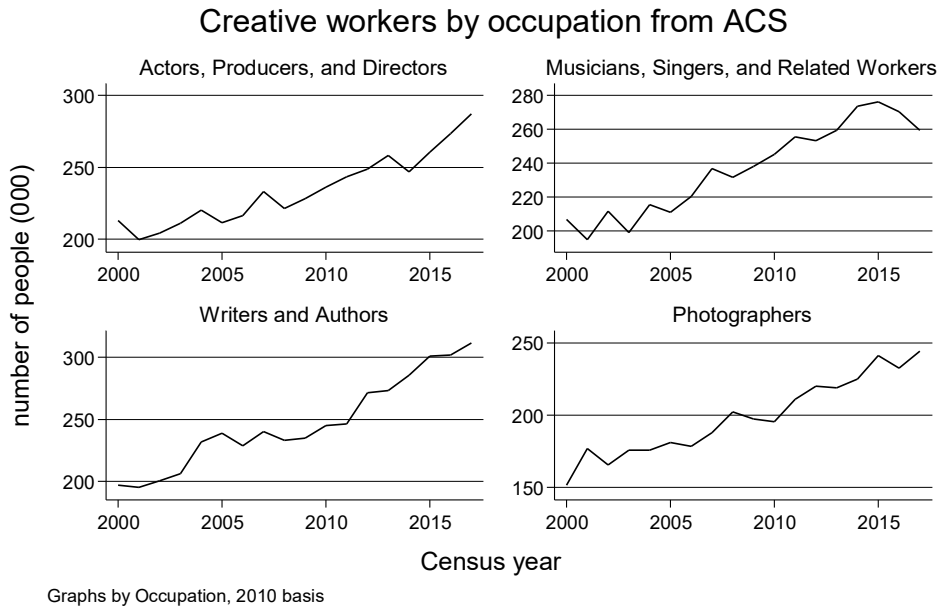 Creative workers by occupation from ACS
number of people (000)
Actors, Producers, and Directors
300
250
200
2000 2005 2010 2015
Musicians, Singers, and Related Workers
280
260
240
220
200
2000 2005 2010 2015
Writers and Authors
300
250
200
2000 2005 2010 2015
Photographers
250
200
150
2000 2005 2010 2015
Census year
Graphs by Occupation, 2010 basis